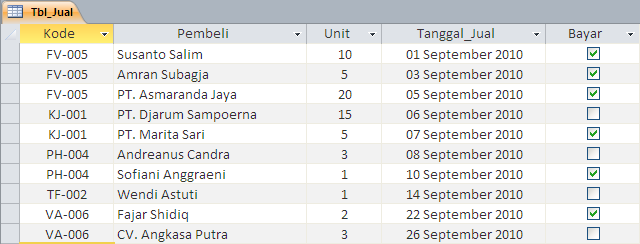 Tbl_Jual
Kode Pembeli Unit Tanggal_Jual Bayar
FV-005 Susanto Salim 10 01 September 2010
FV-005 Amran Subagja 5 03 September 2010
FV-005 PT. Asmaranda Jaya 20 05 September 2010
KJ-001 PT. Djarum Sampoerna 15 06 September 2010
KJ-001 PT. Marita Sari 5 07 September 2010
PH-004 Andreanus Candra 3 08 September 2010
PH-004 Sofiani Anggraeni 1 10 September 2010
TF-002 Wendi Astuti 1 14 September 2010
VA-006 Fajar Shidiq 2 22 September 2010
VA-006 CV. Angkasa Putra 3 26 September 2010